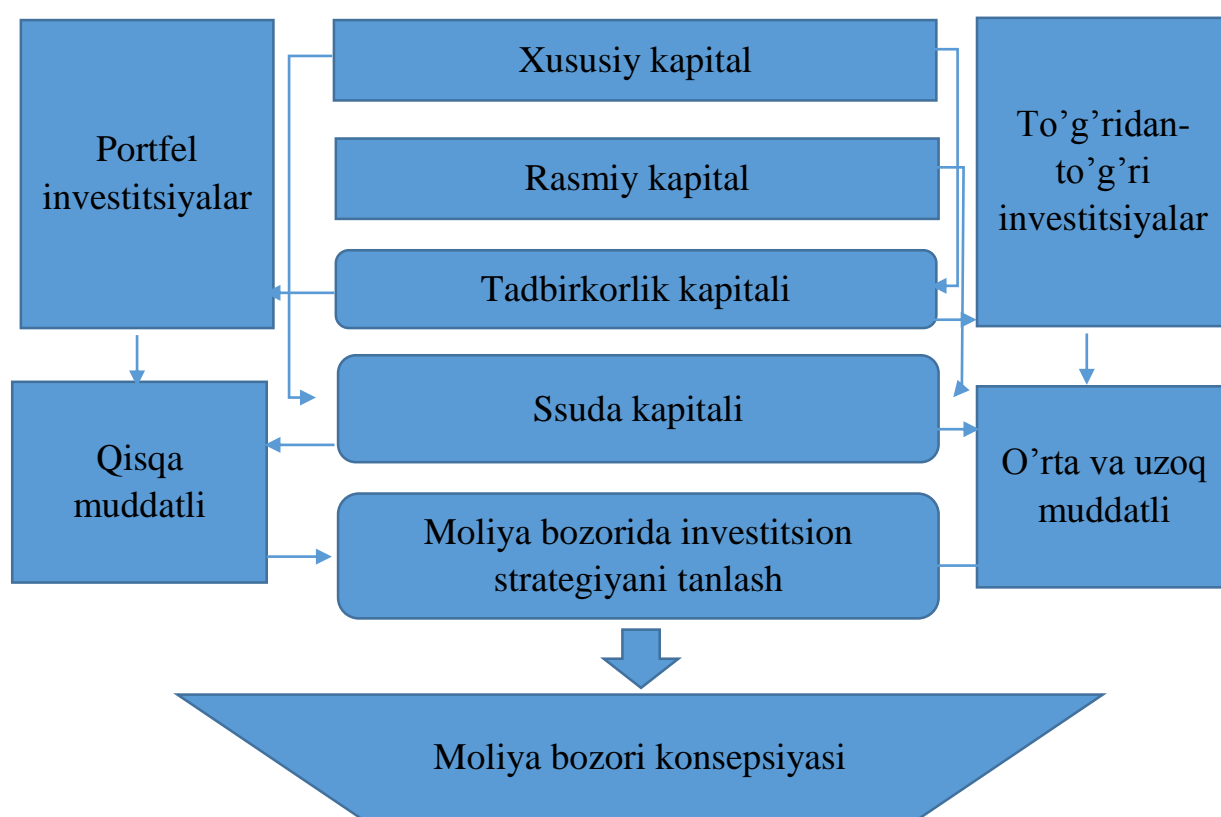 Portfel
investitsiyalar
Xususiy kapital
Rasmiy kapital
Tadbirkorlik kapitali
To’g’ridan-
to’g’ri
investitsiyalar
Qisqa
muddatli
Ssuda kapitali
Moliya bozorida investitsion
strategiyani tanlash
O’rta va uzoq
muddatli
Moliya bozori konsepsiyasi